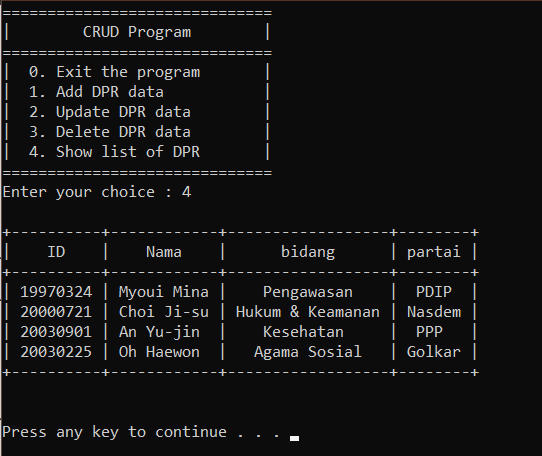 ==============================
|        CRUD Program        |
==============================
|  0. Exit the program       |
|  1. Add DPR data           |
|  2. Update DPR data        |
|  3. Delete DPR data        |
|  4. Show list of DPR       |
==============================
Enter your choice : 4
+----------+------------+------------------+--------+
|    ID    |    Nama    |      bidang      | partai |
+----------+------------+------------------+--------+
| 19970324 | Myoui Mina |    Pengawasan    |  PDIP  |
| 20000721 | Choi Ji-su | Hukum & Keamanan | Nasdem |
| 20030901 | An Yu-jin  |    Kesehatan     |  PPP   |
| 20030225 | Oh Haewon  |   Agama Sosial   | Golkar |
+----------+------------+------------------+--------+
Press any key to continue . . .